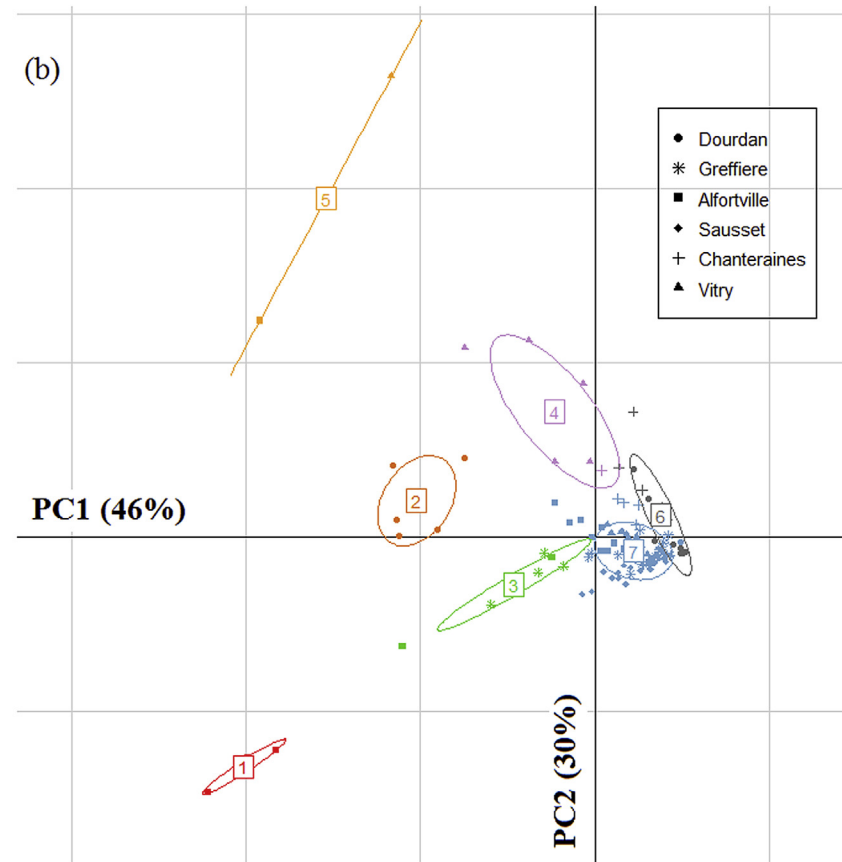 (b)
5
Dourdan
Greffiere
Alfortville
Sausset
Chanteraines
Vitry
4
2
PC1 (46%)
6
7
3
PC2 (30%)
1